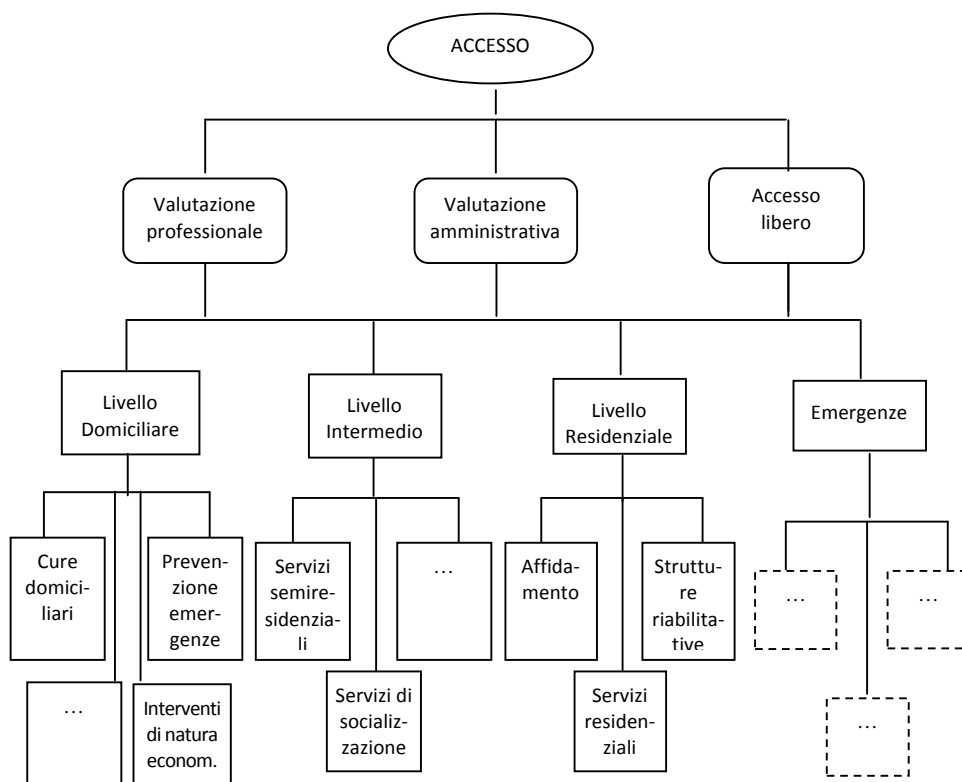 ACCESSO
Valutazione
professionale
Valutazione
amministrativa
Accesso
libero
Livello
Domiciliare
Livello
Intermedio
Livello
Residenziale
Emergenze
Cure
domici-
liari
Preven-
zione
emer-
genze
Servizi
semire-
sidenzia-
li
…
Affida-
mento
Struttu-
re
riabilita-
tive
…
…
…
Interventi
di natura
econom.
Servizi di
socializ-
zazione
Servizi
residen-
ziali
…